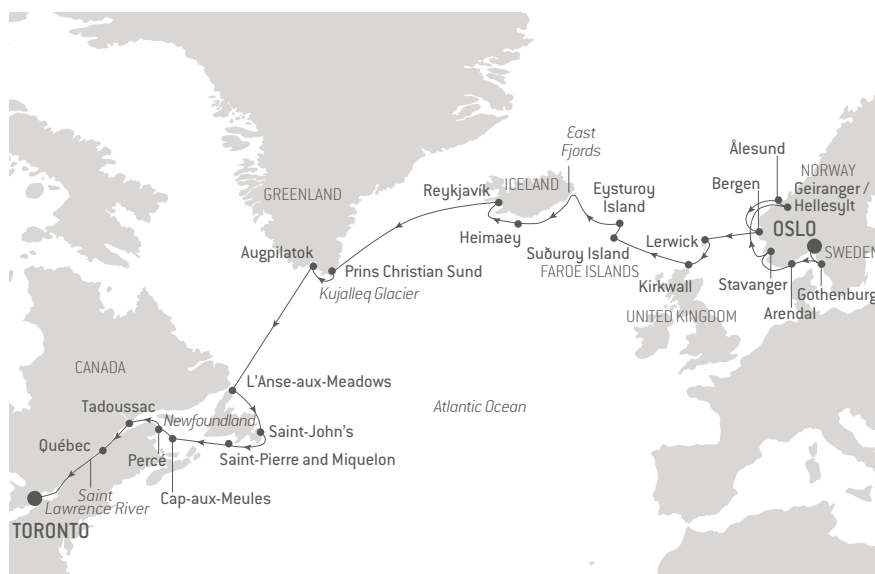 East
Fjords
Ålesund
NORWAY
Bergen
Geiranger /
Hellesylt
Reykjavík
ICELAND
Eysturoy
Island
GREENLAND
OSLO
Heimaey
Lerwick
SWEDEN
Augpilatok
Suðuroy Island
FAROE ISLANDS
Prins Christian Sund
Kujalleq Glacier
Kirkwall
Stavanger
Gothenburg
Arendal
UNITED KINGDOM
CANADA
L'Anse-aux-Meadows
Tadoussac
Newfoundland
Atlantic Ocean
Saint-John's
Québec
Percé
Saint-Pierre and Miquelon
Saint
Lawrence River
Cap-aux-Meules
TORONTO